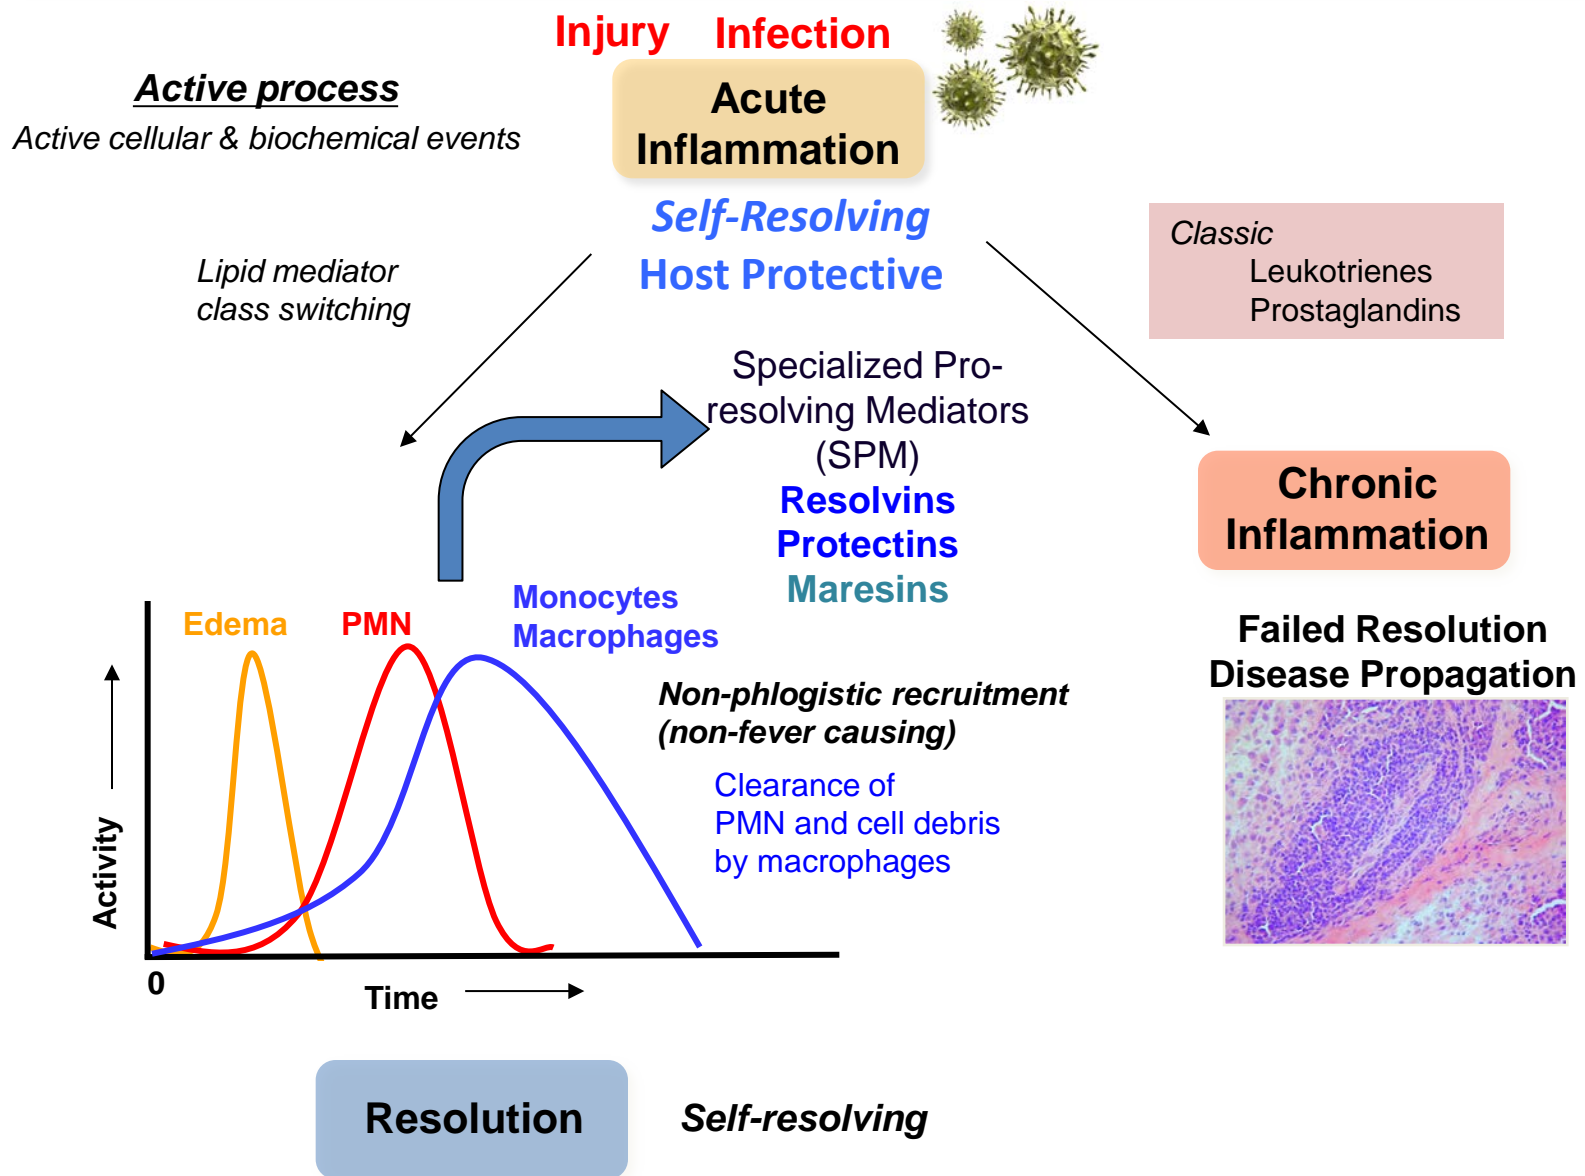 Injury Infection
Active process
Active cellular & biochemical events
Acute
Inflammation
Self-Resolving
Host Protective
Lipid mediator
class switching
Classic
Leukotrienes
Prostaglandins
Specialized Pro-
resolving Mediators
(SPM)
Resolvins
Protectins
Maresins
Chronic
Inflammation
Failed Resolution
Disease Propagation
Edema
PMN
Monocytes
Macrophages
Non-phlogistic recruitment
(non-fever causing)
Clearance of
PMN and cell debris
by macrophages
Activity
0
Time
Resolution
Self-resolving